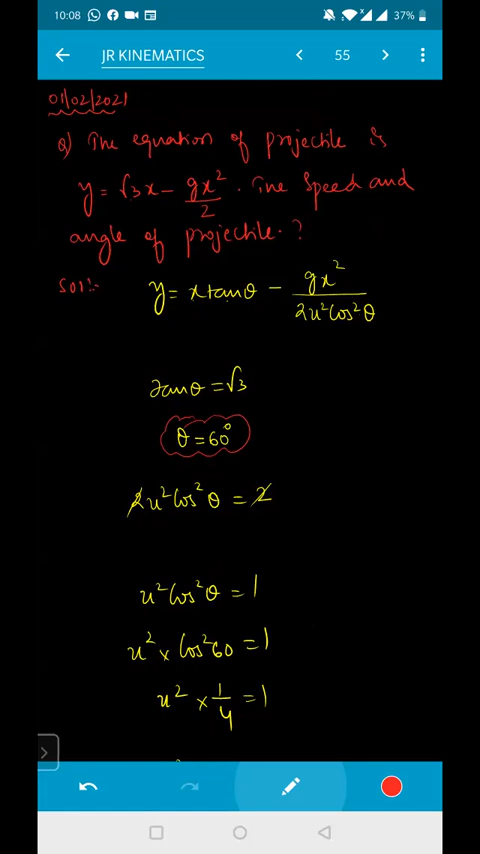 10:08 37%
JR KINEMATICS 55
01/02/2021
Q) The equation of projectile is
y = √3x - gx²/2 . The Speed and
angle of projectile. ?
Sol:-
y = x tanθ - gx²/2u²Cos²θ
Tanθ = √3
θ = 60°
2u²Cos²θ = 2
u²Cos²θ = 1
u² × Cos²60 = 1
u² × 1/4 = 1